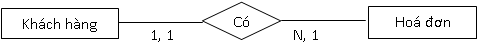 Khách hàng
Có
Hoá đơn
1, 1
N, 1